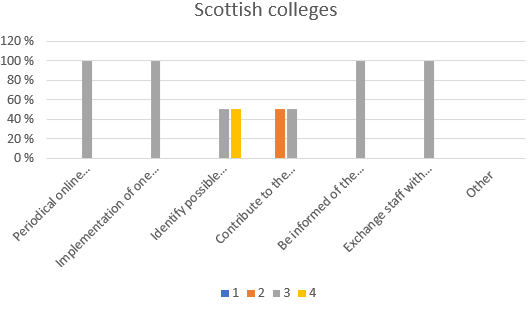 Scottish colleges
120 %
100 %
80 %
60 %
40 %
20 %
0 %
Periodical online...
Implementation of one...
Identify possible...
Contribute to the...
Be informed of the...
Exchange staff with...
Other
1 2 3 4